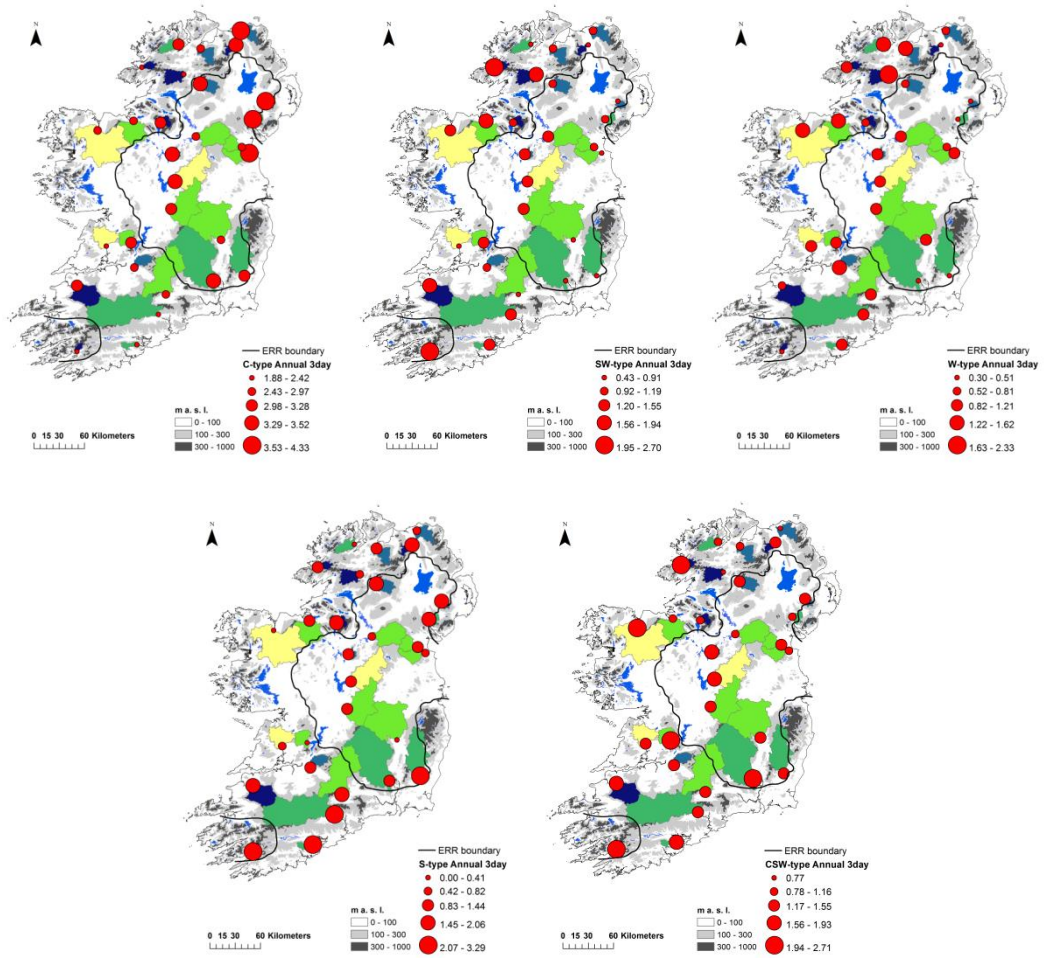 N
ERR boundary
C-type Annual 3day
1.88 - 2.42
2.43 - 2.97
2.98 - 3.28
3.29 - 3.52
3.53 - 4.33
m a. s. l.
0 - 100
100 - 300
300 - 1000
0 15 30 60 Kilometers
N
ERR boundary
SW-type Annual 3day
0.43 - 0.91
0.92 - 1.19
1.20 - 1.55
1.56 - 1.94
1.95 - 2.70
m a. s. l.
0 - 100
100 - 300
300 - 1000
0 15 30 60 Kilometers
N
ERR boundary
W-type Annual 3day
0.30 - 0.51
0.52 - 0.81
0.82 - 1.21
1.22 - 1.62
1.63 - 2.33
m a. s. l.
0 - 100
100 - 300
300 - 1000
0 15 30 60 Kilometers
N
ERR boundary
S-type Annual 3day
0.00 - 0.41
0.42 - 0.82
0.83 - 1.44
1.45 - 2.06
2.07 - 3.29
m a. s. l.
0 - 100
100 - 300
300 - 1000
0 15 30 60 Kilometers
N
ERR boundary
CSW-type Annual 3day
0.77
0.78 - 1.16
1.17 - 1.55
1.56 - 1.93
1.94 - 2.71
m a. s. l.
0 - 100
100 - 300
300 - 1000
0 15 30 60 Kilometers